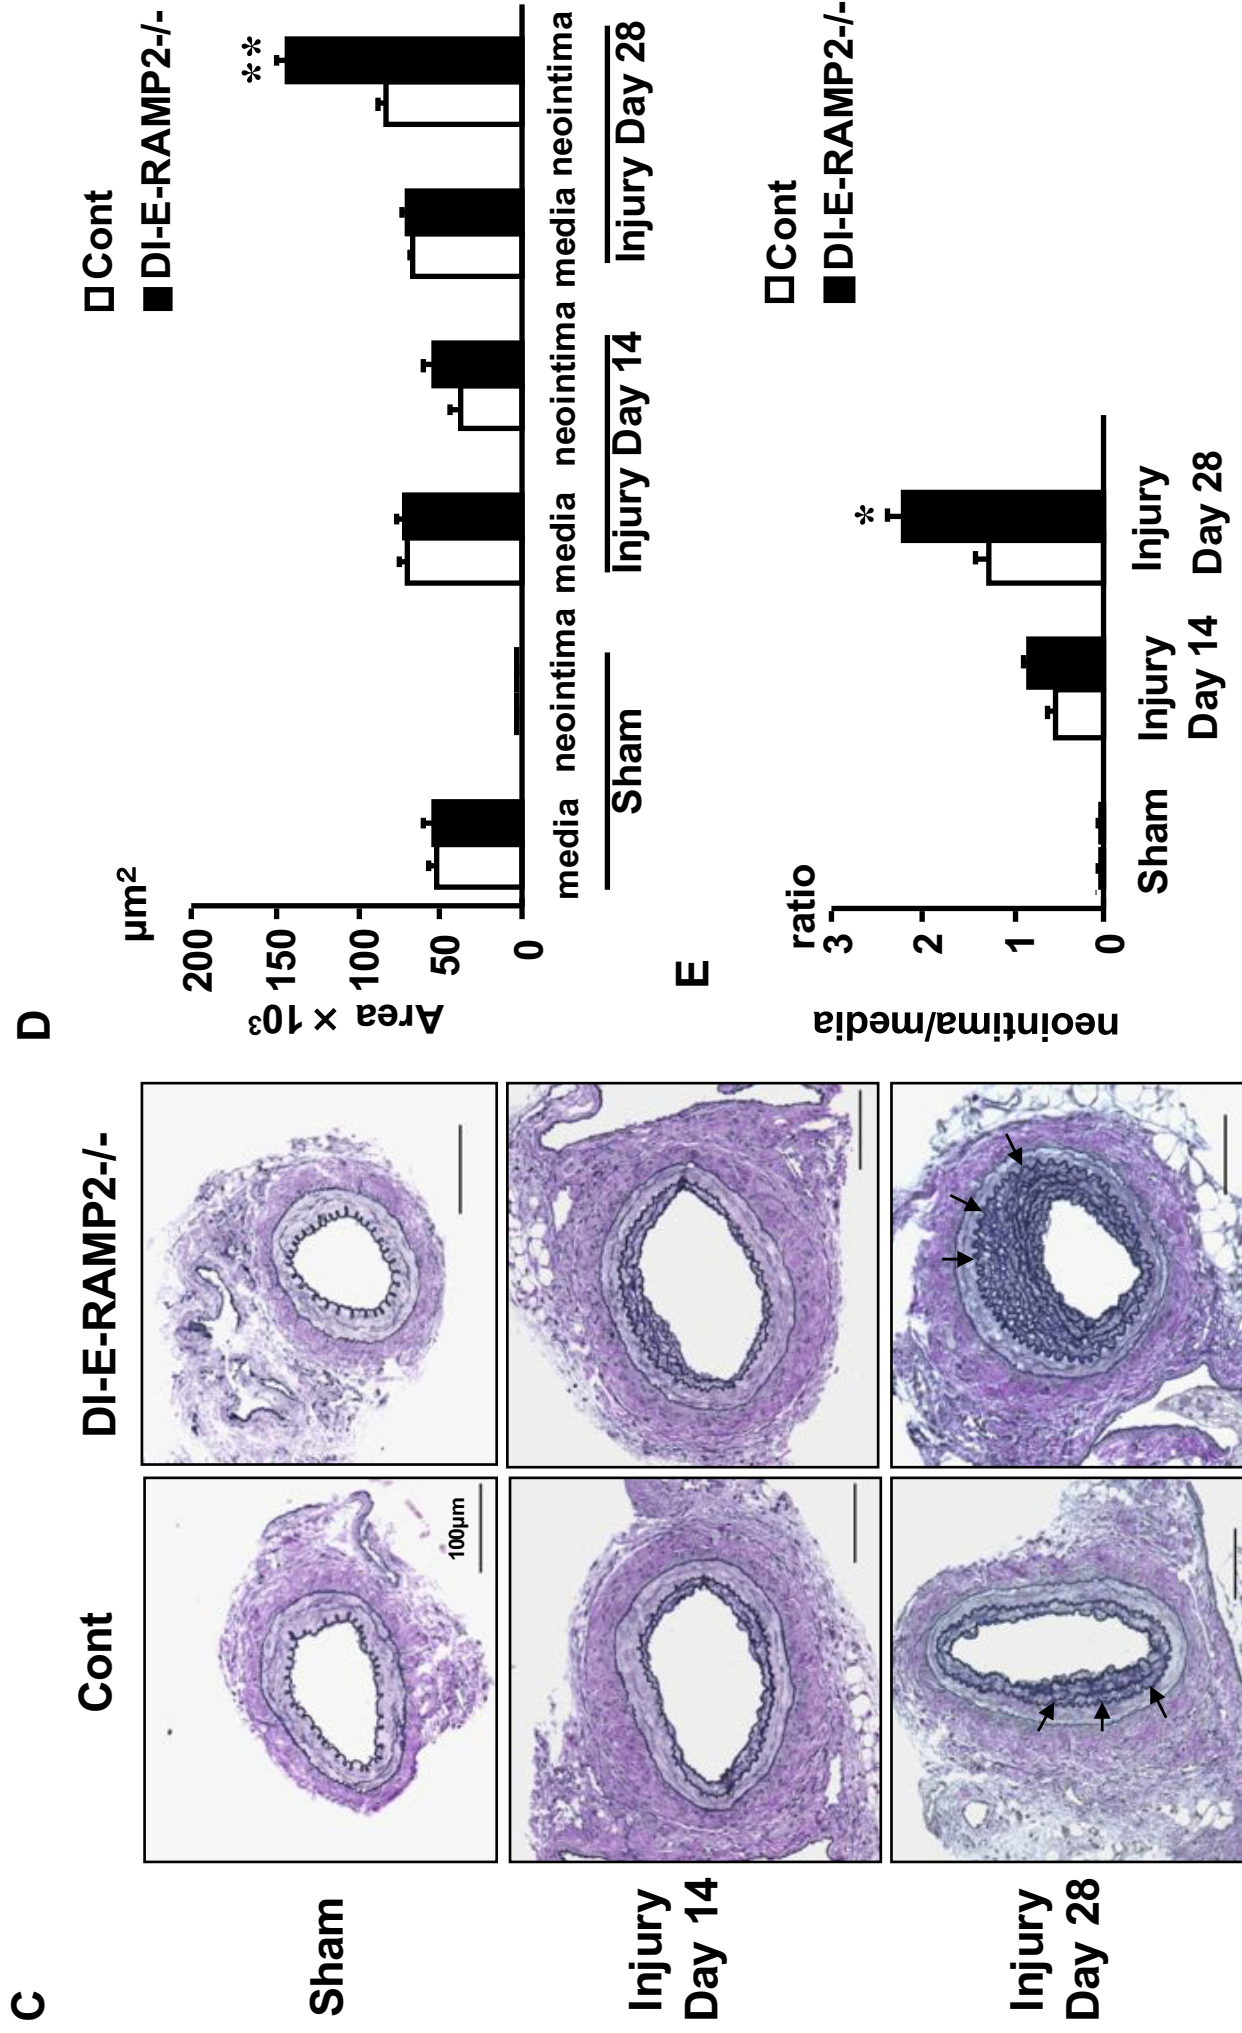 C
Cont
DI-E-RAMP2-/-
Sham
100μm
Injury
Day 14
Injury
Day 28
D
μm²
Area × 10³
200
150
100
50
0
Cont
DI-E-RAMP2-/-
**
media neointima media neointima media neointima
Sham
Injury Day 14
Injury Day 28
E
ratio
neointima/media
3
2
1
0
Cont
DI-E-RAMP2-/-
*
Sham
Injury
Day 14
Injury
Day 28